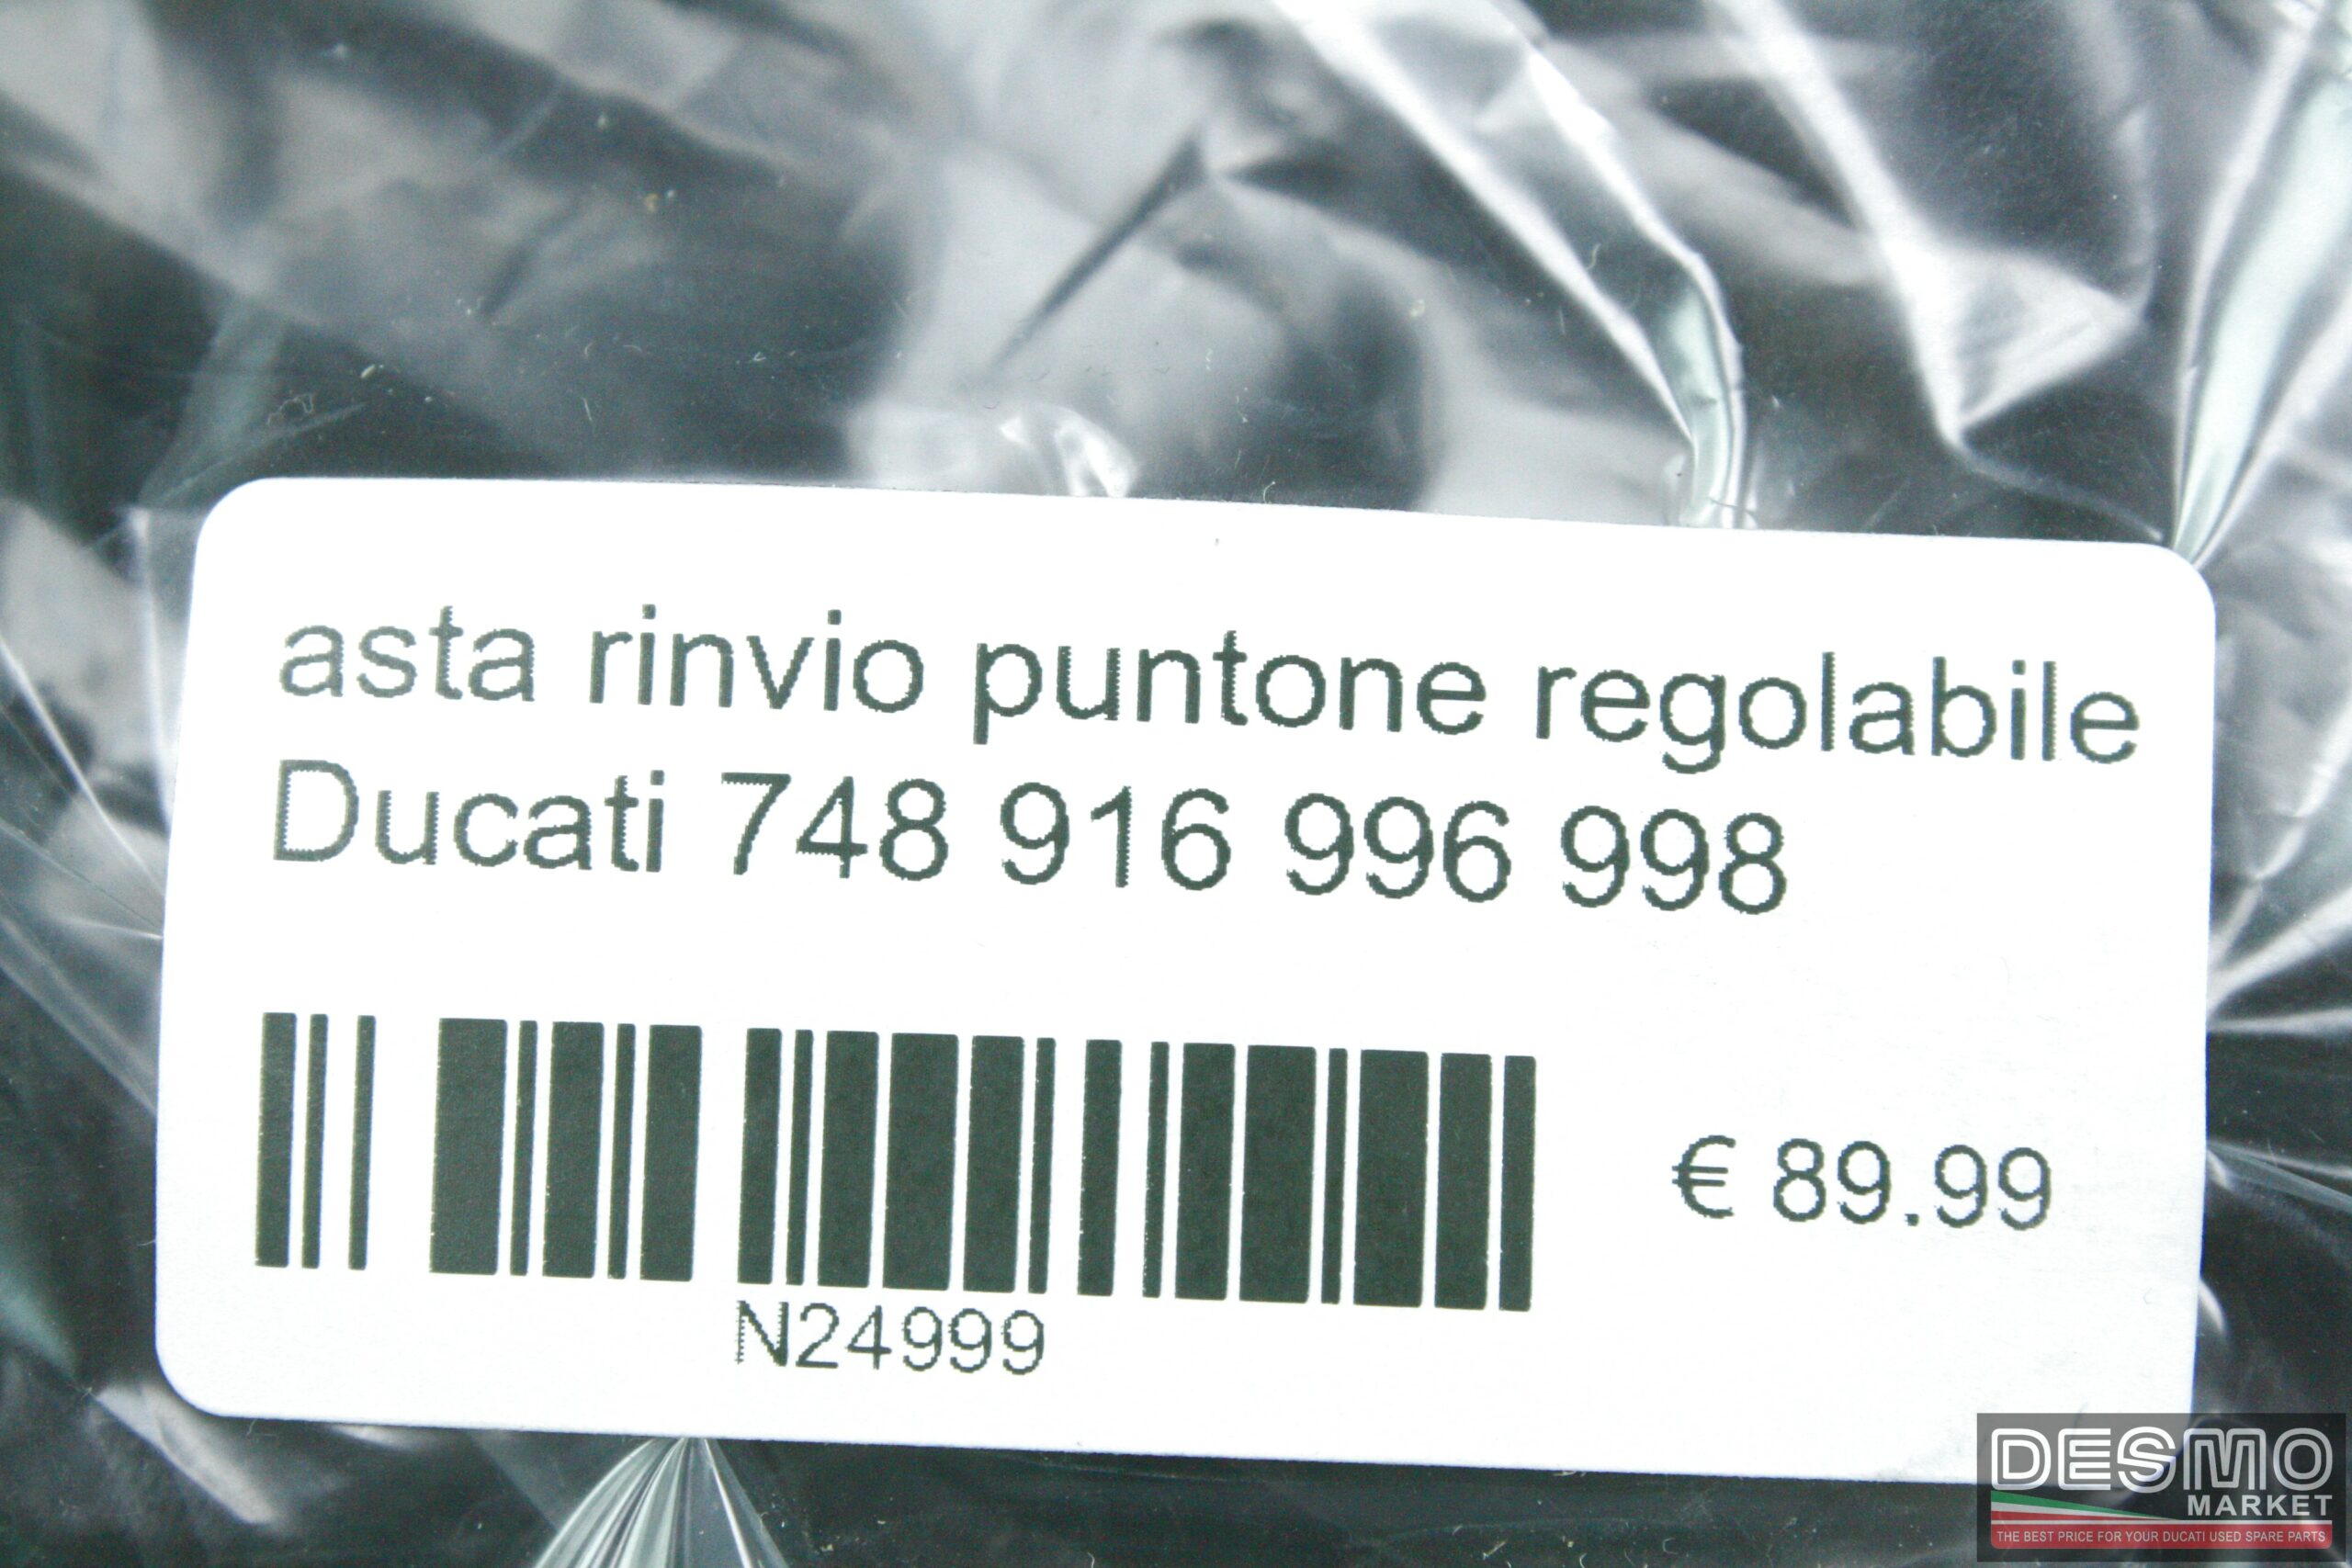 asta rinvio puntone regolabile
Ducati 748 916 996 998
€ 89.99
N24999
DESMO
MARKET
THE BEST PRICE FOR YOUR DUCATI USED SPARE PARTS